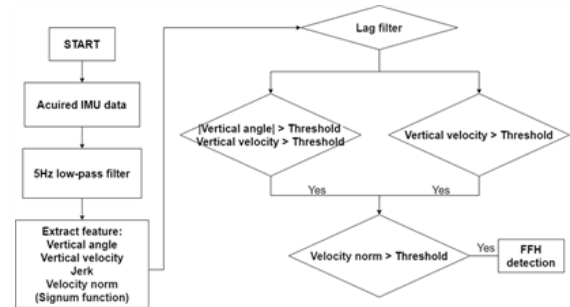 START
Acuired IMU data
5Hz low-pass filter
Extract feature:
Vertical angle
Vertical velocity
Jerk
Velocity norm
(Signum function)
Lag filter
|Vertical angle| > Threshold
Vertical velocity > Threshold
Vertical velocity > Threshold
Yes
Yes
Velocity norm > Threshold
Yes
FFH
detection